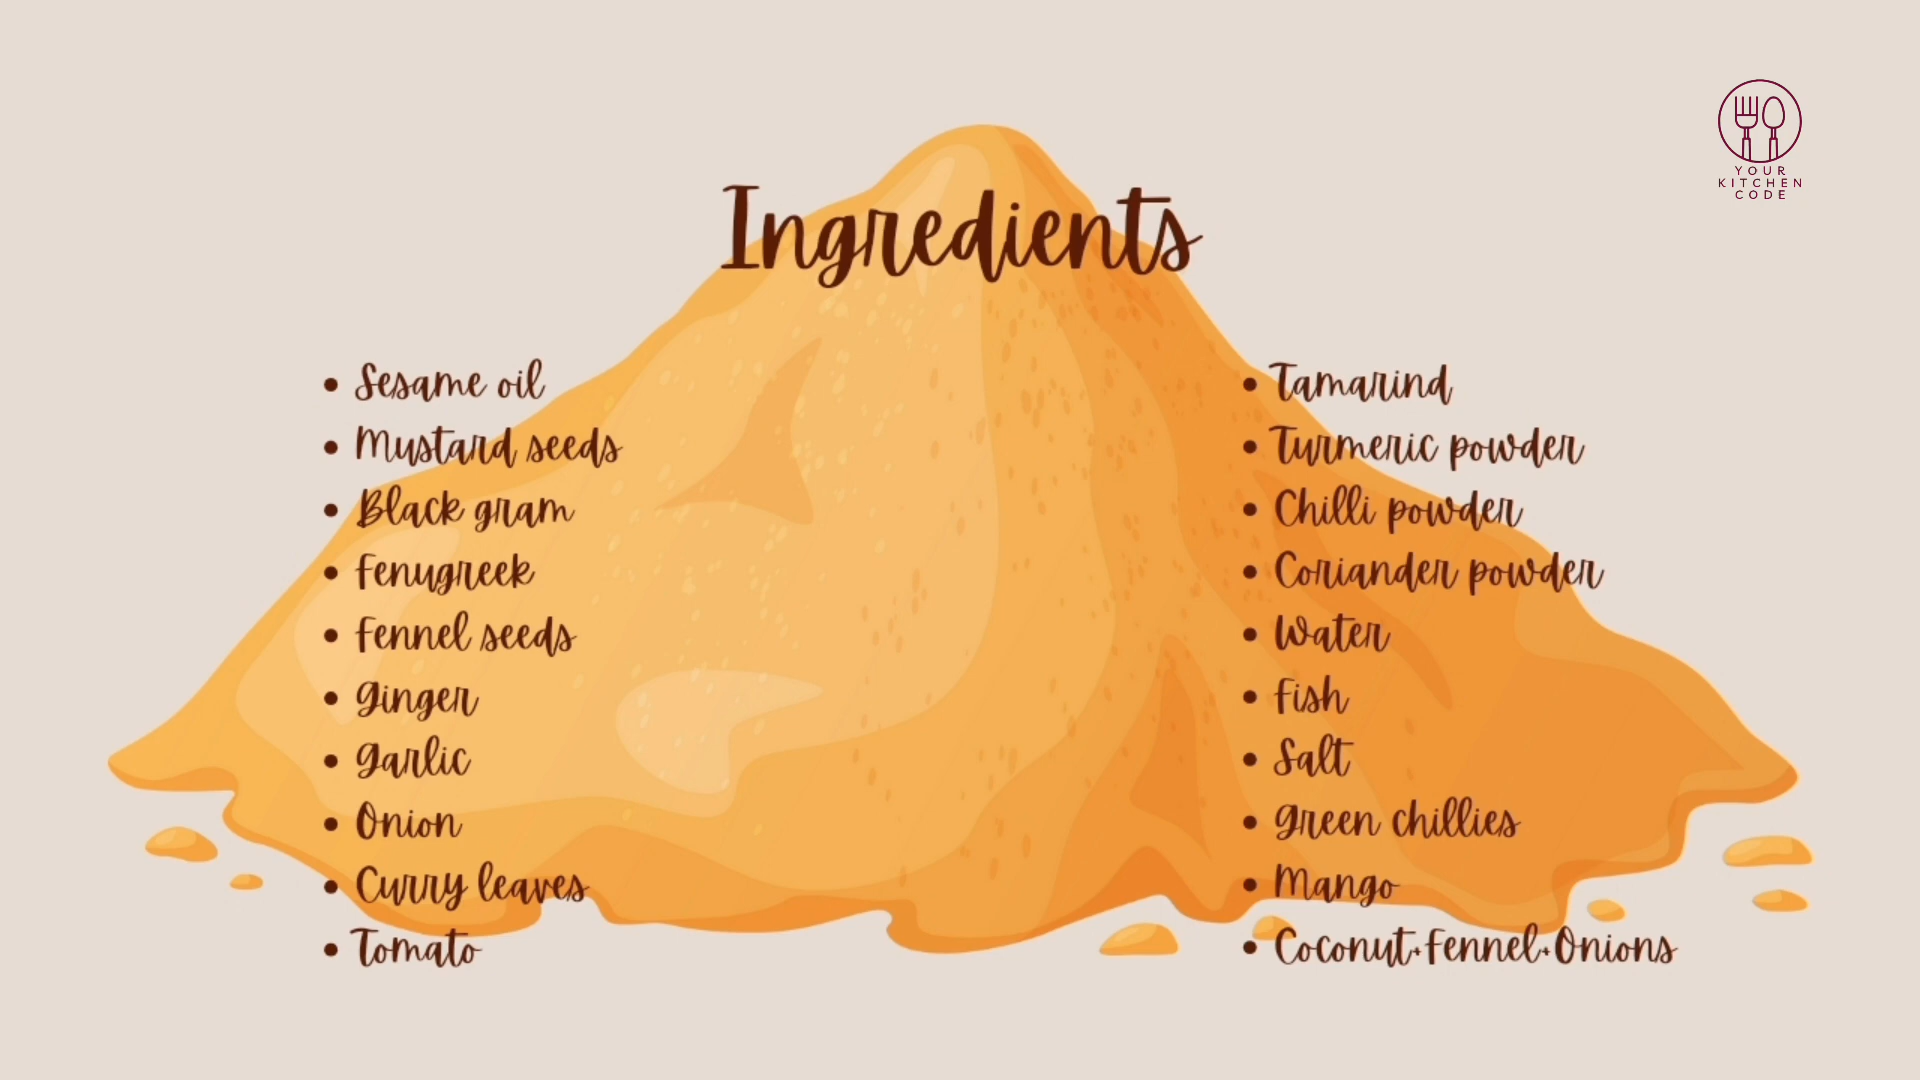 YOUR
KITCHEN
CODE
Ingredients
Sesame oil
Mustard seeds
Black gram
Fenugreek
Fennel seeds
Ginger
Garlic
Onion
Curry leaves
Tomato
Tamarind
Turmeric powder
Chilli powder
Coriander powder
Water
Fish
Salt
Green chillies
Mango
Coconut+Fennel+Onions